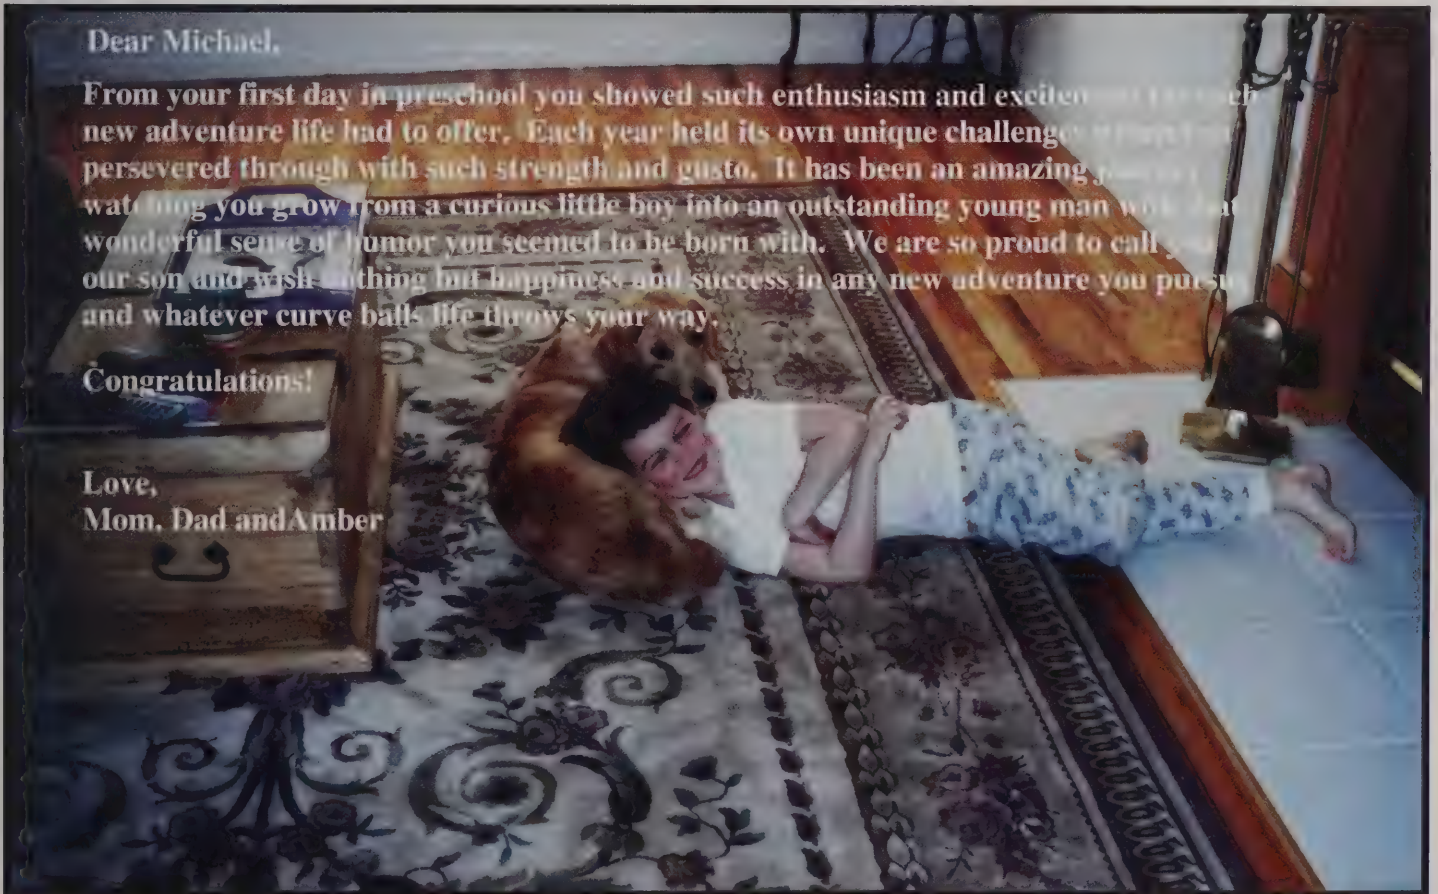 Dear Michael,
From your first day in preschool you showed such enthusiasm and
new adventure life had to offer. Each year held its own unique
persevered through with such strength and gusto. It has been an amazing
watching you grow from a curious little boy into an outstanding young man
wonderful sense of humor you seemed to be born with. We are so proud to call
our son and wish nothing but happiness and success in any new adventure you
and whatever curve balls life throws your way.
Congratulations!
Love,
Mom, Dad andAmber